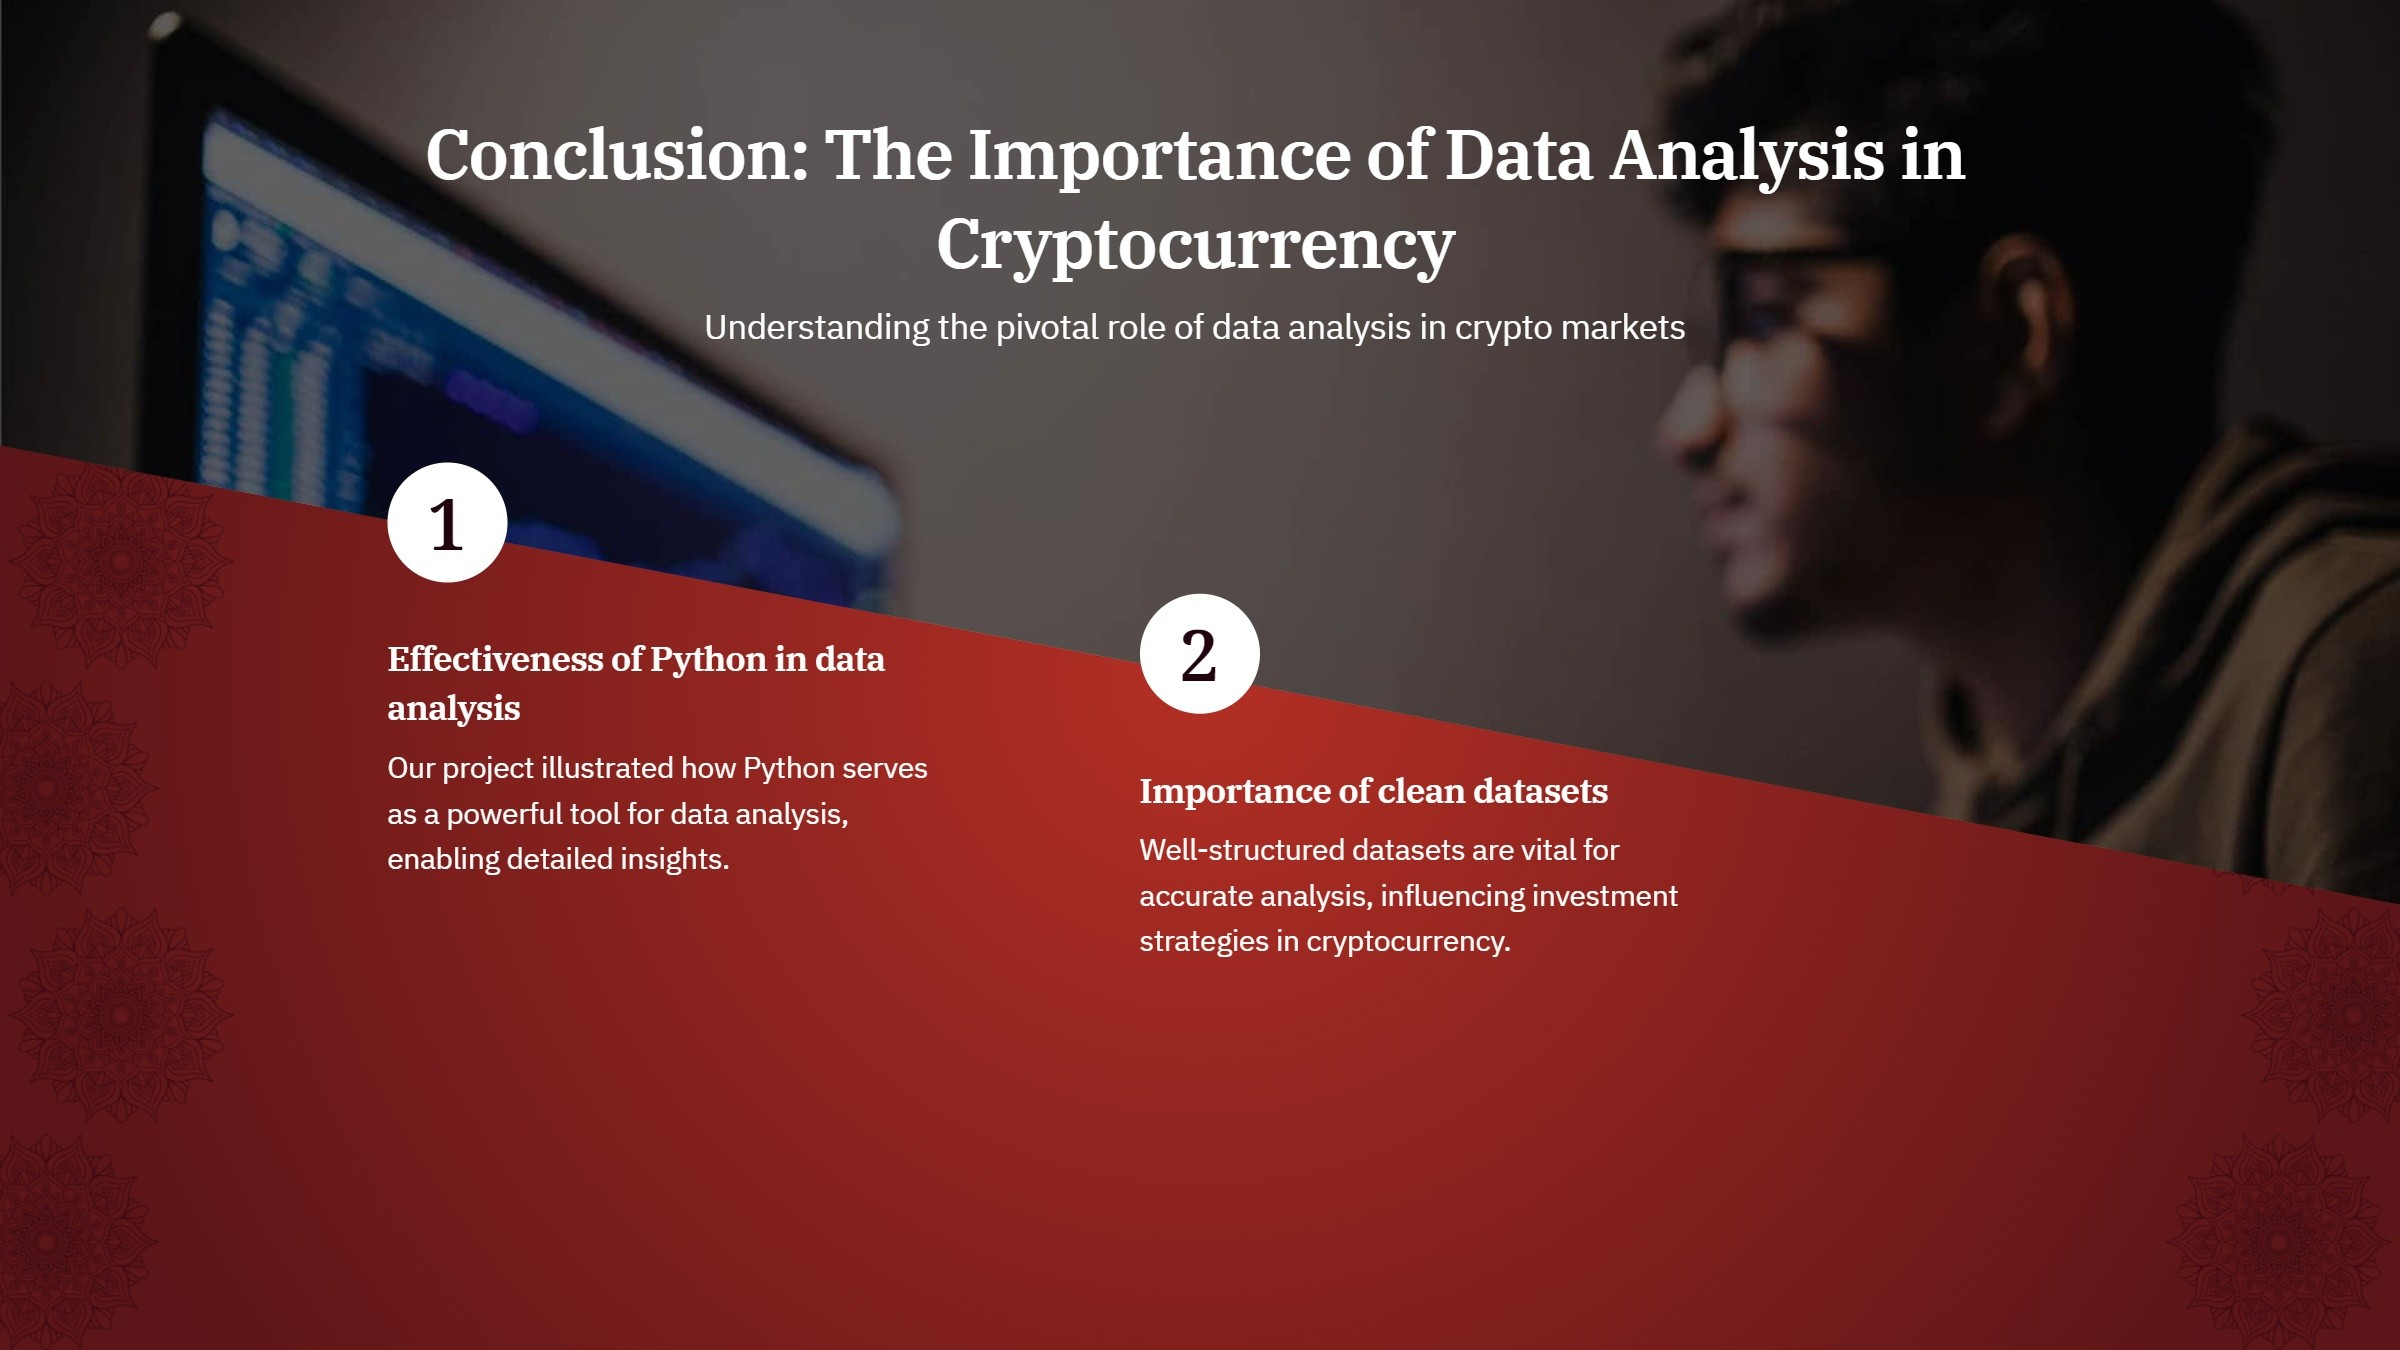 Conclusion: The Importance of Data Analysis in
Cryptocurrency
Understanding the pivotal role of data analysis in crypto markets
1
Effectiveness of Python in data
analysis
Our project illustrated how Python serves
as a powerful tool for data analysis,
enabling detailed insights.
2
Importance of clean datasets
Well-structured datasets are vital for
accurate analysis, influencing investment
strategies in cryptocurrency.